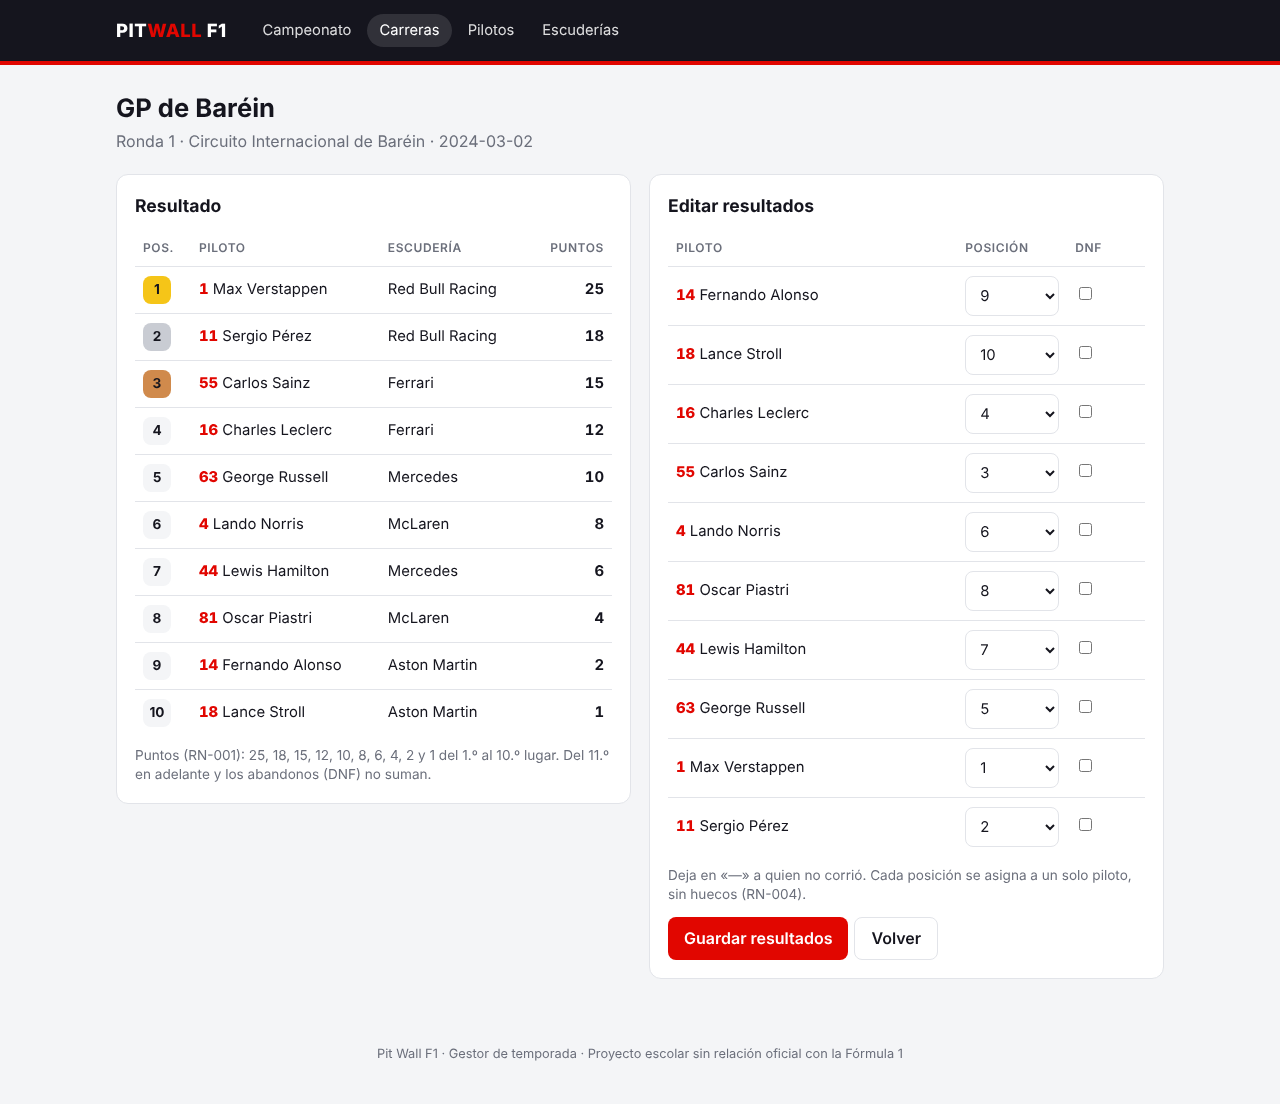 PITWALL F1 Campeonato Carreras Pilotos Escuderías
GP de Baréin
Ronda 1 · Circuito Internacional de Baréin · 2024-03-02
Resultado
POS. PILOTO ESCUDERÍA PUNTOS
1 1 Max Verstappen Red Bull Racing 25
2 11 Sergio Pérez Red Bull Racing 18
3 55 Carlos Sainz Ferrari 15
4 16 Charles Leclerc Ferrari 12
5 63 George Russell Mercedes 10
6 4 Lando Norris McLaren 8
7 44 Lewis Hamilton Mercedes 6
8 81 Oscar Piastri McLaren 4
9 14 Fernando Alonso Aston Martin 2
10 18 Lance Stroll Aston Martin 1
Puntos (RN-001): 25, 18, 15, 12, 10, 8, 6, 4, 2 y 1 del 1.º al 10.º lugar. Del 11.º
en adelante y los abandonos (DNF) no suman.
Editar resultados
PILOTO POSICIÓN DNF
14 Fernando Alonso 9
18 Lance Stroll 10
16 Charles Leclerc 4
55 Carlos Sainz 3
4 Lando Norris 6
81 Oscar Piastri 8
44 Lewis Hamilton 7
63 George Russell 5
1 Max Verstappen 1
11 Sergio Pérez 2
Deja en «—» a quien no corrió. Cada posición se asigna a un solo piloto,
sin huecos (RN-004).
Guardar resultados Volver
Pit Wall F1 · Gestor de temporada · Proyecto escolar sin relación oficial con la Fórmula 1